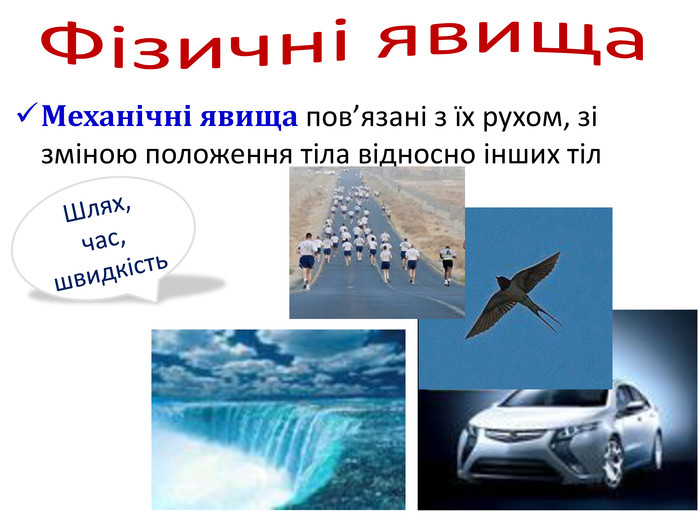 Фізичні явища
Механічні явища пов’язані з їх рухом, зі
зміною положення тіла відносно інших тіл
Шлях,
час,
швидкість